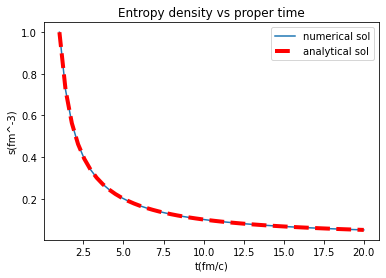 Entropy density vs proper time
numerical sol
analytical sol
1.0
0.8
0.6
0.4
0.2
s(fm^-3)
2.5 5.0 7.5 10.0 12.5 15.0 17.5 20.0
t(fm/c)